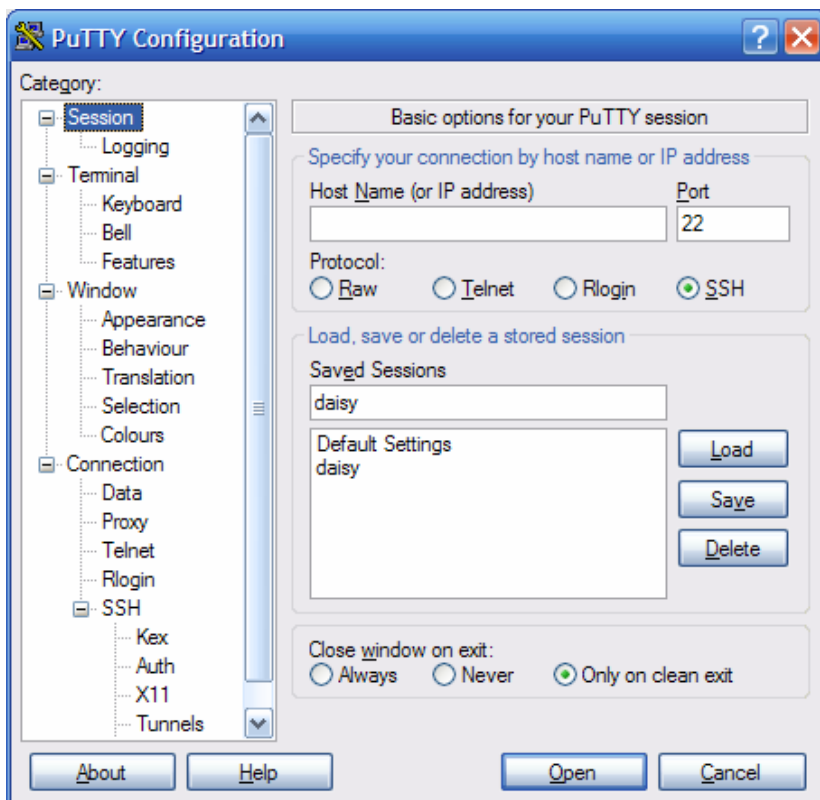 PuTTY Configuration
?
Category:
Session
Logging
Terminal
Keyboard
Bell
Features
Window
Appearance
Behaviour
Translation
Selection
Colours
Connection
Data
Proxy
Telnet
Rlogin
SSH
Kex
Auth
X11
Tunnels
Basic options for your PuTTY session
Specify your connection by host name or IP address
Host Name (or IP address) Port
22
Protocol:
Raw Telnet Rlogin SSH
Load, save or delete a stored session
Saved Sessions
daisy
Default Settings
daisy
Load
Save
Delete
Close window on exit:
Always Never Only on clean exit
About Help Open Cancel